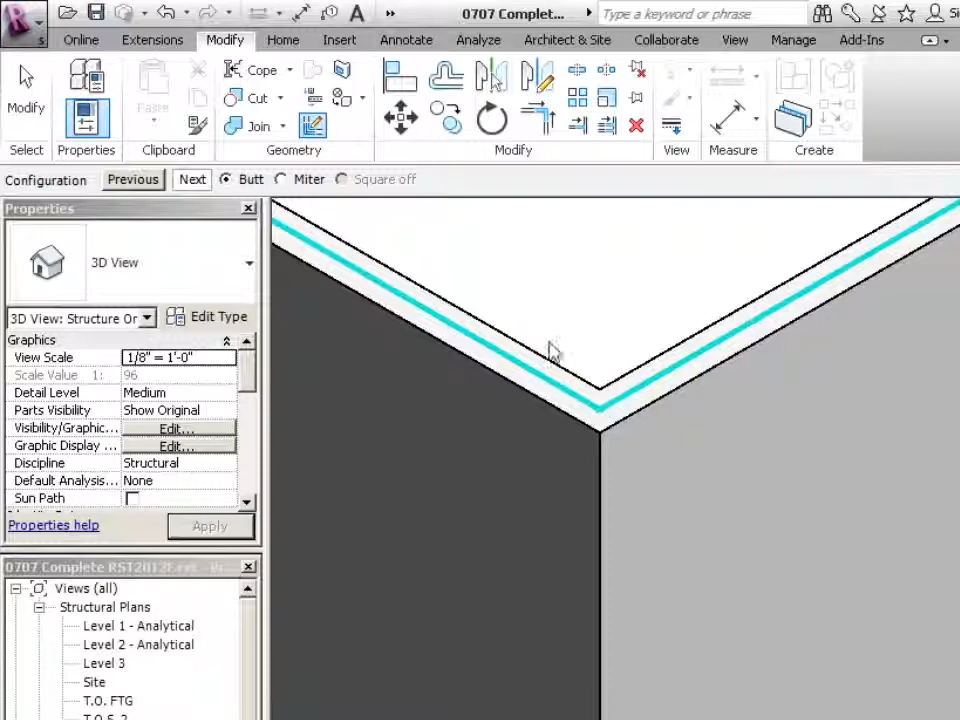 0707 Complet...
Type a keyword or phrase
Online Extensions Modify Home Insert Annotate Analyze Architect & Site Collaborate View Manage Add-Ins
Modify
Paste
Cope
Cut
Join
Select Properties Clipboard Geometry Modify View Measure Create
Configuration Previous Next Butt Miter Square off
Properties
3D View
3D View: Structure Or Edit Type
Graphics
View Scale 1/8" = 1'-0"
Scale Value 1: 96
Detail Level Medium
Parts Visibility Show Original
Visibility/Graphic... Edit...
Graphic Display ... Edit...
Discipline Structural
Default Analysis... None
Sun Path
Properties help Apply
Views (all)
Structural Plans
Level 1 - Analytical
Level 2 - Analytical
Level 3
Site
T.O. FTG